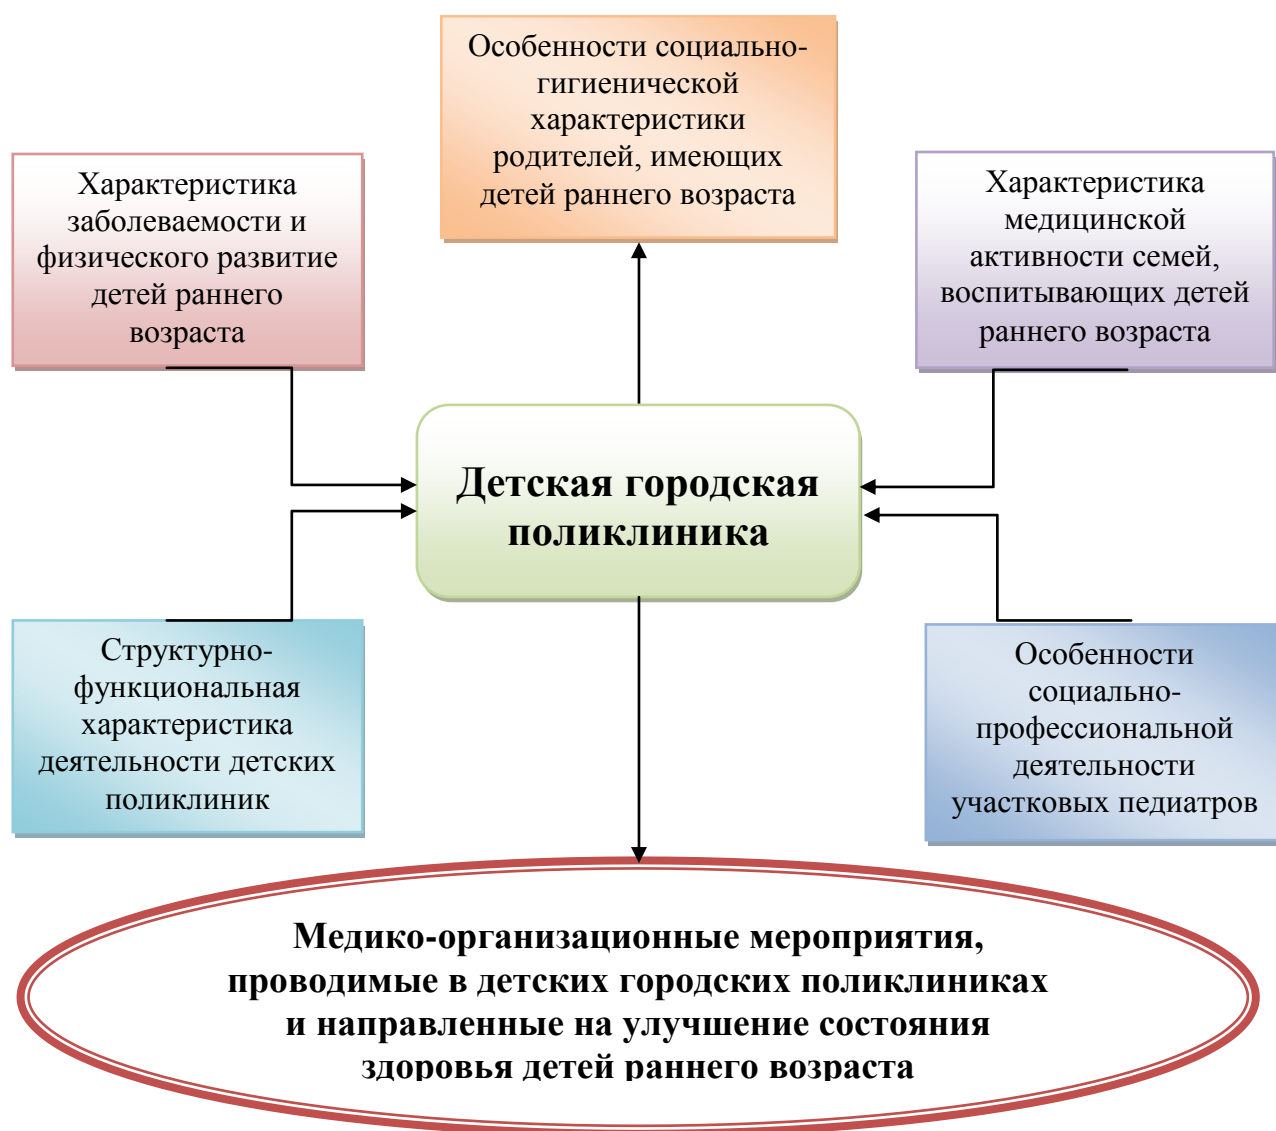 Особенности социально-
гигиенической
характеристики
родителей, имеющих
детей раннего возраста
Характеристика
заболеваемости и
физического развитие
детей раннего
возраста
Характеристика
медицинской
активности семей,
воспитывающих детей
раннего возраста
Детская городская
поликлиника
Структурно-
функциональная
характеристика
деятельности детских
поликлиник
Особенности
социально-
профессиональной
деятельности
участковых педиатров
Медико-организационные мероприятия,
проводимые в детских городских поликлиниках
и направленные на улучшение состояния
здоровья детей раннего возраста